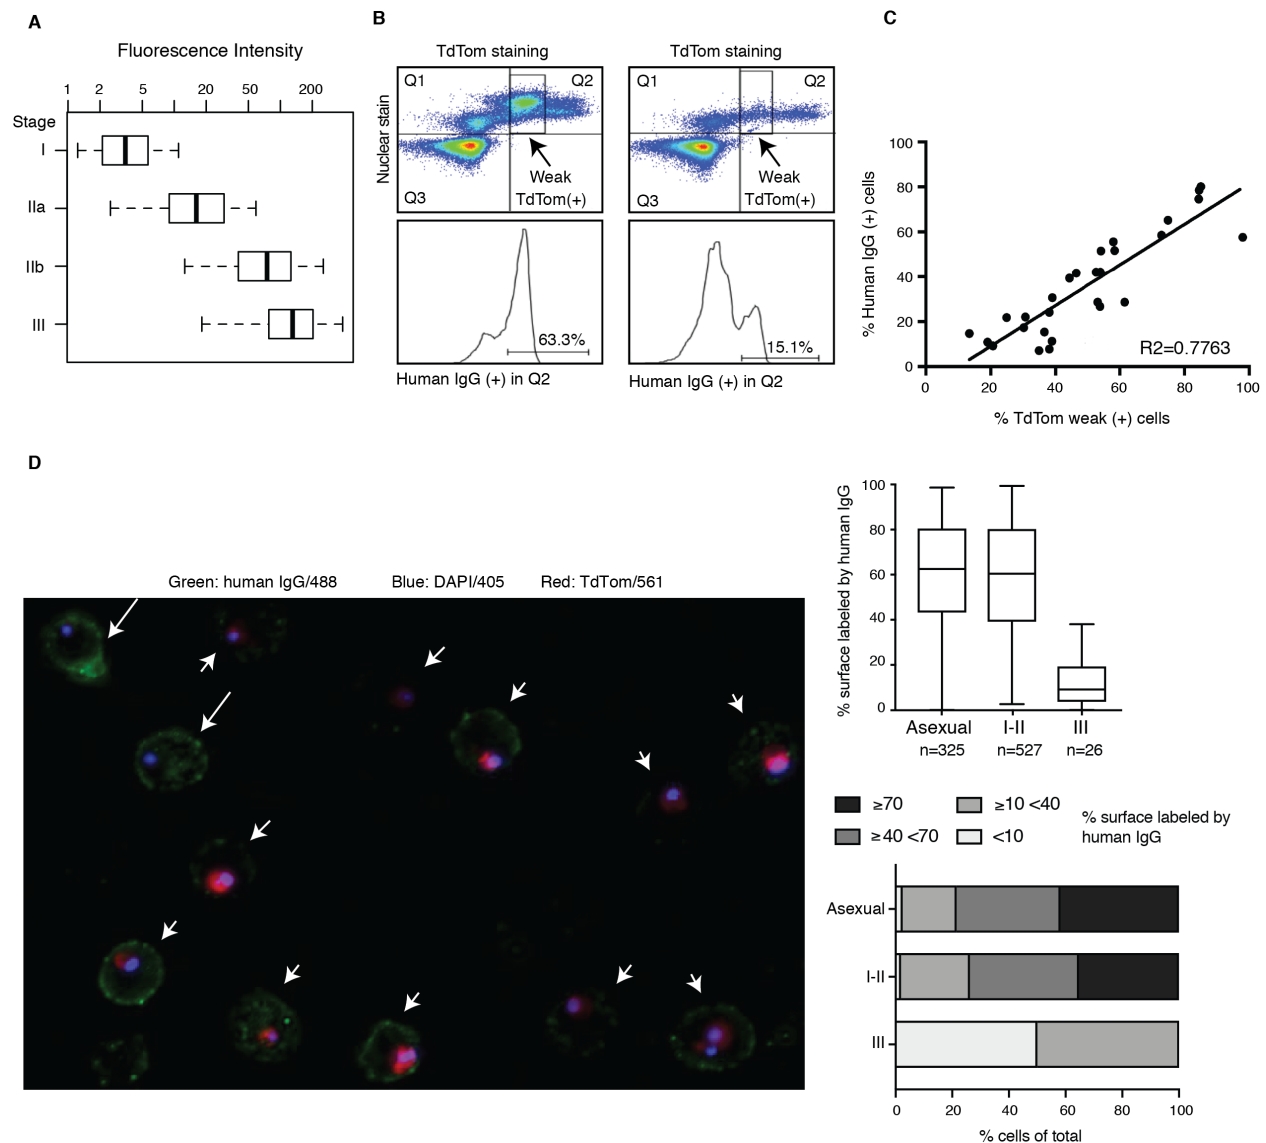 A
Fluorescence Intensity
1 2 5 20 50 200
Stage
I
IIa
IIb
III
B
TdTom staining
TdTom staining
Nuclear stain
Q1 Q2
Q3
Weak
TdTom(+)
Q1 Q2
Q3
Weak
TdTom(+)
63.3%
15.1%
Human IgG (+) in Q2
Human IgG (+) in Q2
C
% Human IgG (+) cells
100
80
60
40
20
0
R2=0.7763
0 20 40 60 80 100
% TdTom weak (+) cells
D
Green: human IgG/488 Blue: DAPI/405 Red: TdTom/561
% surface labeled by human IgG
100
80
60
40
20
0
Asexual I-II III
n=325 n=527 n=26
≥70 ≥10 <40
≥40 <70 <10
% surface labeled by
human IgG
Asexual
I-II
III
0 20 40 60 80 100
% cells of total